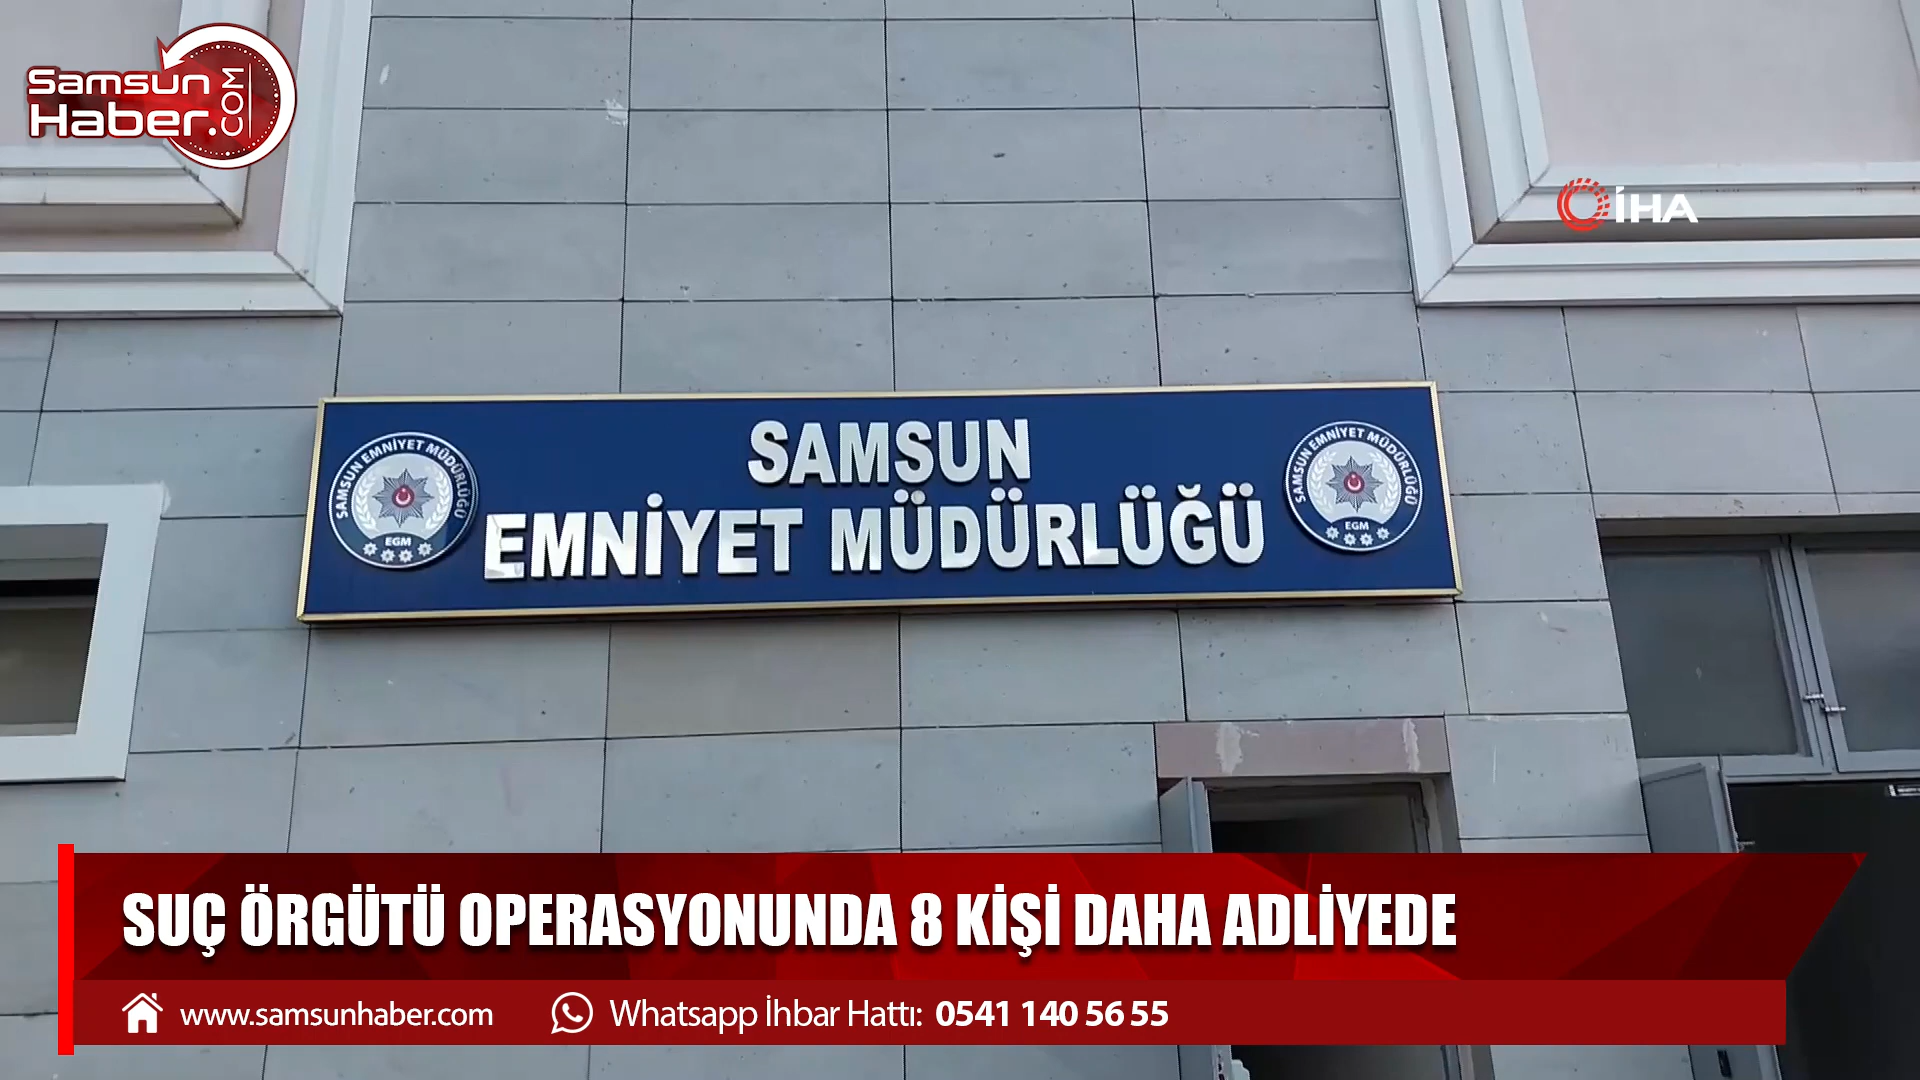 Samsun
Haber.COM
İHA
SAMSUN
EMNİYET MÜDÜRLÜĞÜ
SAMSUN EMNİYET MÜDÜRLÜĞÜ
EGM
SAMSUN EMNİYET MÜDÜRLÜĞÜ
EGM
SUÇ ÖRGÜTÜ OPERASYONUNDA 8 KİŞİ DAHA ADLİYEDE
www.samsunhaber.com
Whatsapp İhbar Hattı: 0541 140 56 55